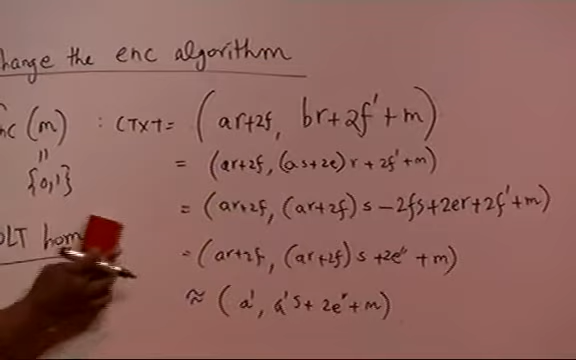 hange the enc algorithm
nc (m) : CTXT = (ar+2f, br+2f'+m)
{0,1}
= (ar+2f, (as+2e)r+2f'+m)
= (ar+2f, (ar+2f)s-2fs+2er+2f'+m)
OLT hom
= (ar+2f, (ar+2f)s+2e"+m)
≈ (a', a's+2e"+m)